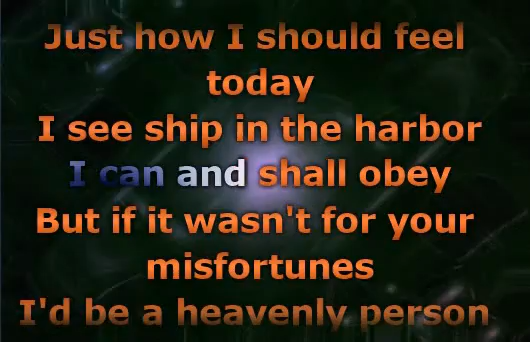 Just how I should feel
today
I see ship in the harbor
I can and shall obey
But if it wasn't for your
misfortunes
I'd be a heavenly person